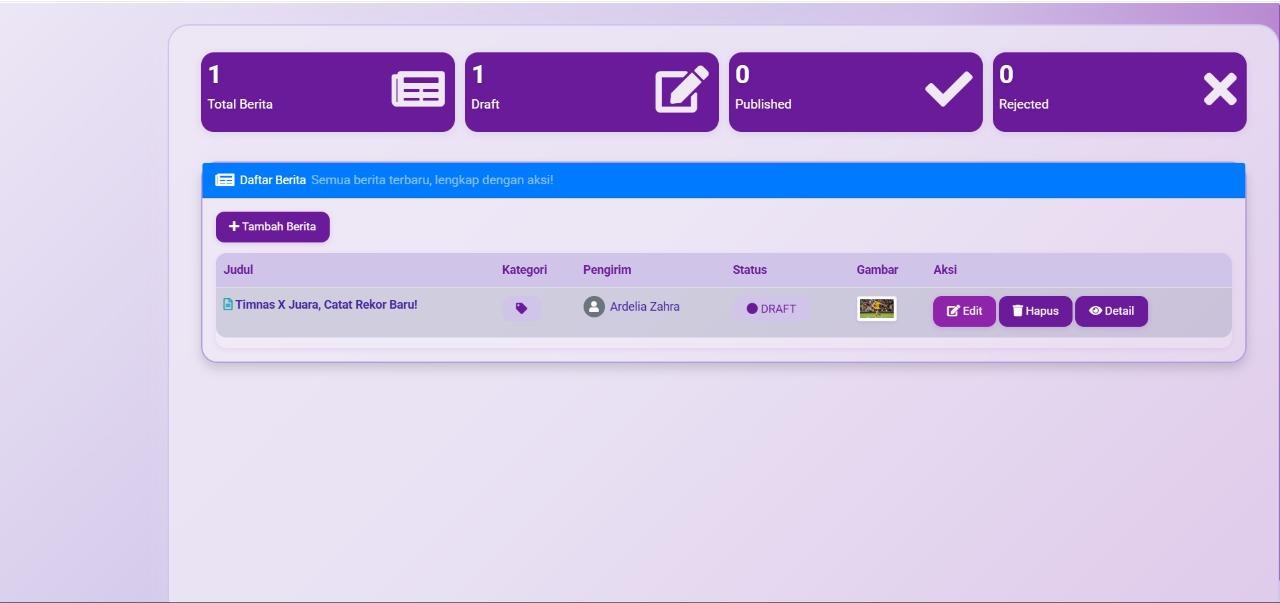 1
Total Berita
1
Draft
0
Published
0
Rejected
Daftar Berita Semua berita terbaru, lengkap dengan aksi!
Tambah Berita
Judul Kategori Pengirim Status Gambar Aksi
Timnas X Juara, Catat Rekor Baru! Ardelia Zahra DRAFT Edit Hapus Detail